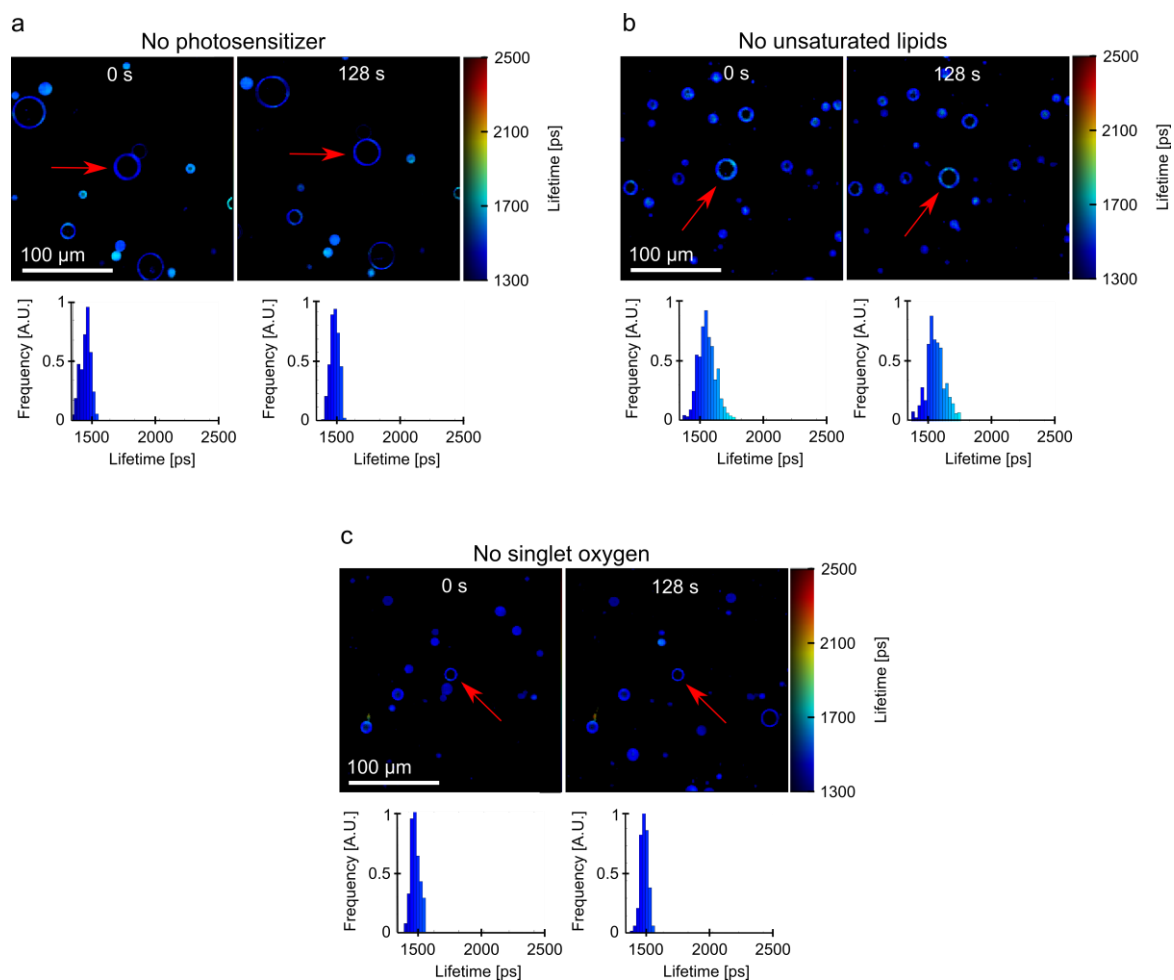 a
No photosensitizer
0 s
128 s
100 µm
2500
2100
1700
1300
Lifetime [ps]
Frequency [A.U.]
1
0.5
0
1500
2000
2500
Lifetime [ps]
Frequency [A.U.]
1
0.5
0
1500
2000
2500
Lifetime [ps]
b
No unsaturated lipids
0 s
128 s
100 µm
2500
2100
1700
1300
Lifetime [ps]
Frequency [A.U.]
1
0.5
0
1500
2000
2500
Lifetime [ps]
Frequency [A.U.]
1
0.5
0
1500
2000
2500
Lifetime [ps]
c
No singlet oxygen
0 s
128 s
100 µm
2500
2100
1700
1300
Lifetime [ps]
Frequency [A.U.]
1
0.5
0
1500
2000
2500
Lifetime [ps]
Frequency [A.U.]
1
0.5
0
1500
2000
2500
Lifetime [ps]